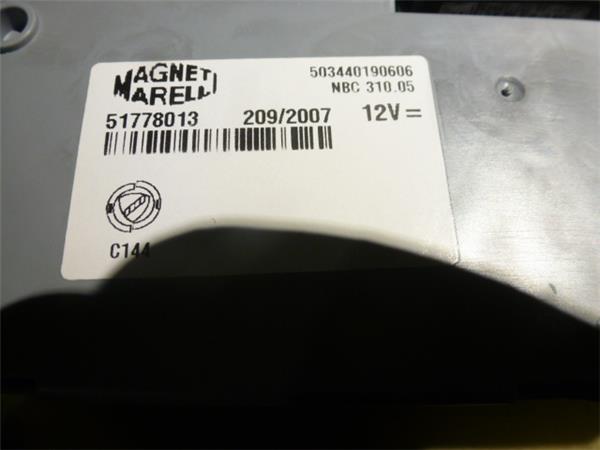 MAGNETI
MARELLI
503440190606
NBC 310.05
51778013 209/2007 12V=
C144